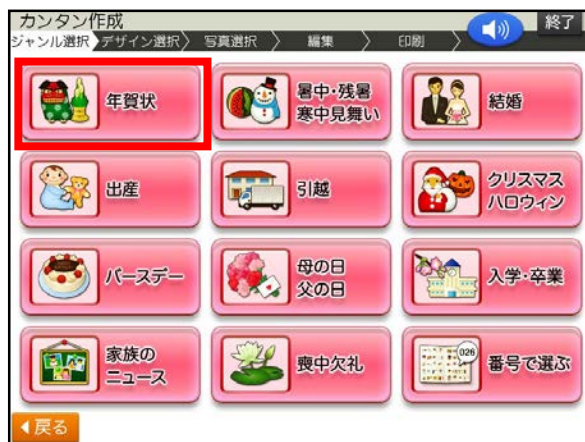 カンタン作成
終了
ジャンル選択
デザイン選択
写真選択
編集
印刷
年賀状
暑中・残暑
寒中見舞い
結婚
出産
引越
クリスマス
ハロウィン
バースデー
母の日
父の日
入学・卒業
家族の
ニュース
喪中欠礼
026
番号で選ぶ
戻る